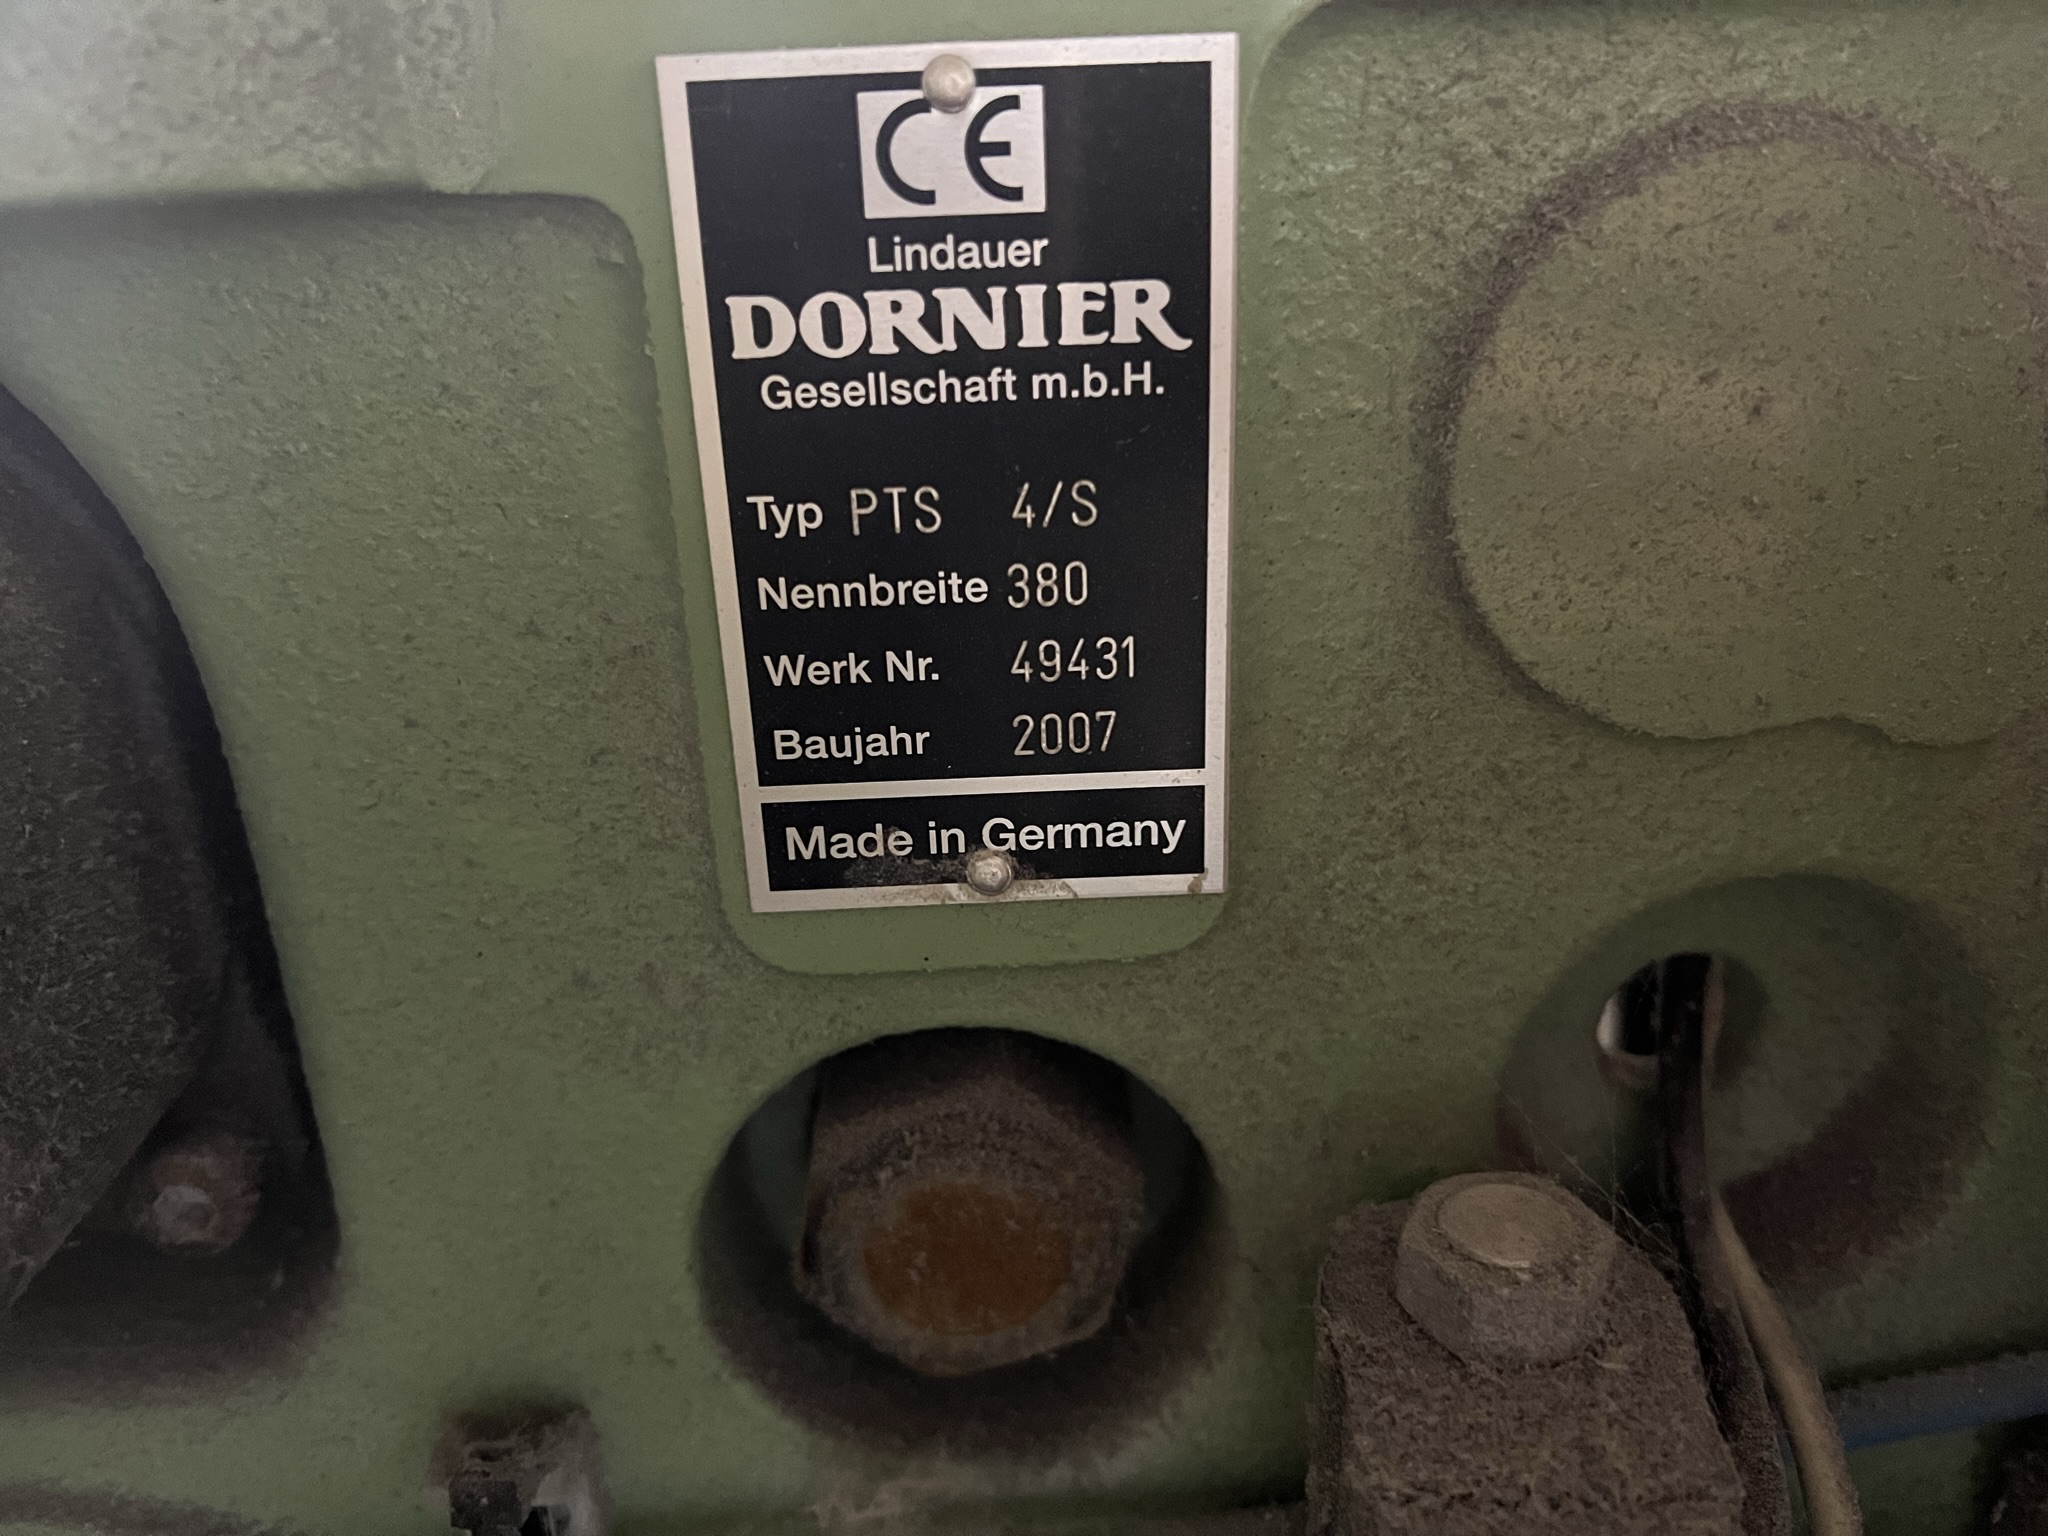 CE
Lindauer
DORNIER
Gesellschaft m.b.H.
Typ PTS 4/S
Nennbreite 380
Werk Nr. 49431
Baujahr 2007
Made in Germany